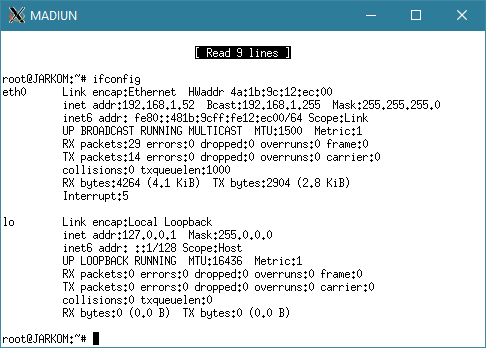 MADIUN
[ Read 9 lines ]
root@JARKOM:~# ifconfig
eth0 Link encap:Ethernet HWaddr 4a:1b:9c:12:ec:00
inet addr:192.168.1.52 Bcast:192.168.1.255 Mask:255.255.255.0
inet6 addr: fe80::481b:9cff:fe12:ec00/64 Scope:Link
UP BROADCAST RUNNING MULTICAST MTU:1500 Metric:1
RX packets:29 errors:0 dropped:0 overruns:0 frame:0
TX packets:14 errors:0 dropped:0 overruns:0 carrier:0
collisions:0 txqueuelen:1000
RX bytes:4264 (4.1 KiB) TX bytes:2904 (2.8 KiB)
Interrupt:5
lo Link encap:Local Loopback
inet addr:127.0.0.1 Mask:255.0.0.0
inet6 addr: ::1/128 Scope:Host
UP LOOPBACK RUNNING MTU:16436 Metric:1
RX packets:0 errors:0 dropped:0 overruns:0 frame:0
TX packets:0 errors:0 dropped:0 overruns:0 carrier:0
collisions:0 txqueuelen:0
RX bytes:0 (0.0 B) TX bytes:0 (0.0 B)
root@JARKOM:~#